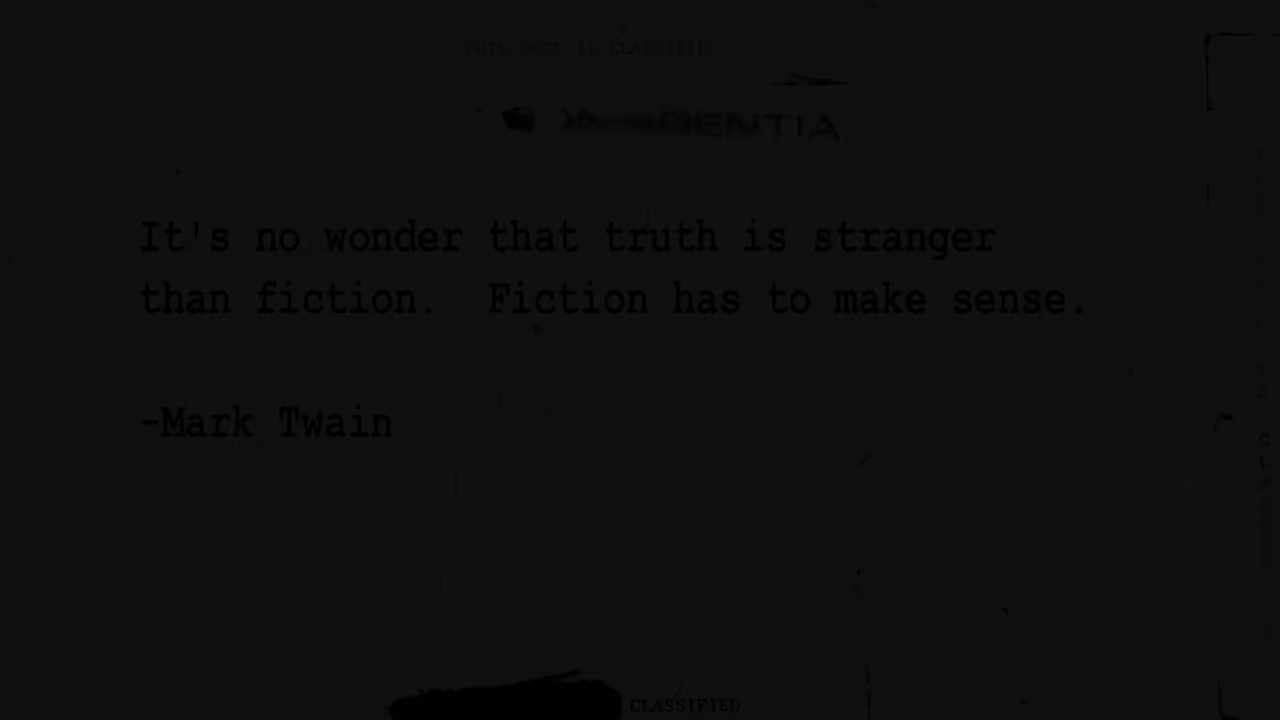 It's no wonder that truth is stranger
than fiction.  Fiction has to make sense.
-Mark Twain
CLASSIFIED